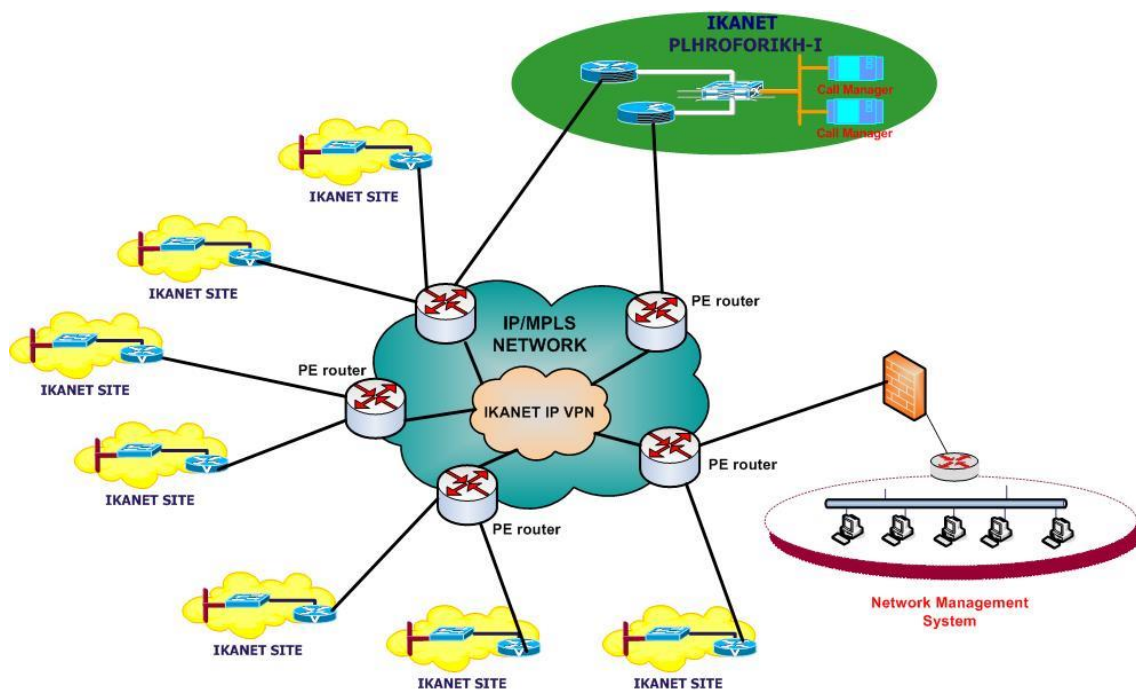 IKANET
PLHROFORIKH-I
Call Manager
Call Manager
IKANET SITE
IKANET SITE
PE router
IP/MPLS
NETWORK
PE router
IKANET SITE
IKANET IP VPN
IKANET SITE
PE router
PE router
IKANET SITE
IKANET SITE
IKANET SITE
Network Management
System